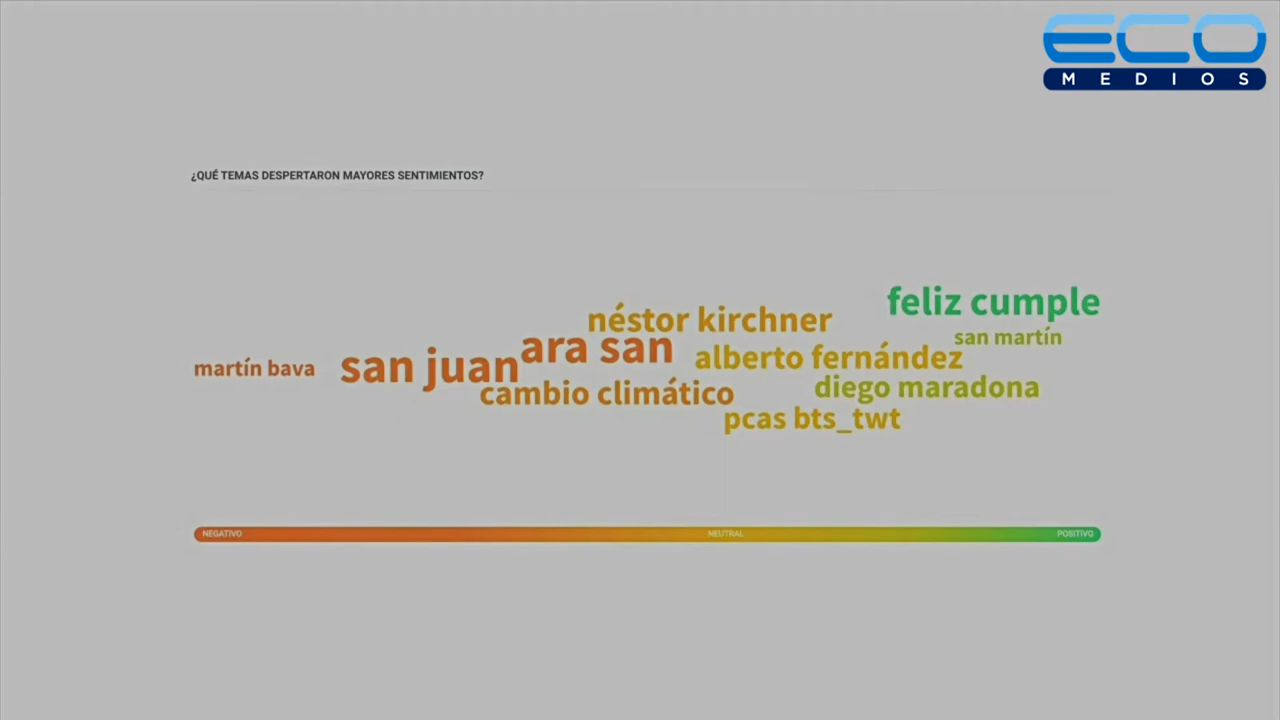 ECO
MEDIOS
¿QUÉ TEMAS DESPERTARON MAYORES SENTIMIENTOS?
feliz cumple
néstor kirchner
san martín
ara san
alberto fernández
martín bava
san juan
diego maradona
cambio climático
pcas bts_twt
NEGATIVO
NEUTRAL
POSITIVO